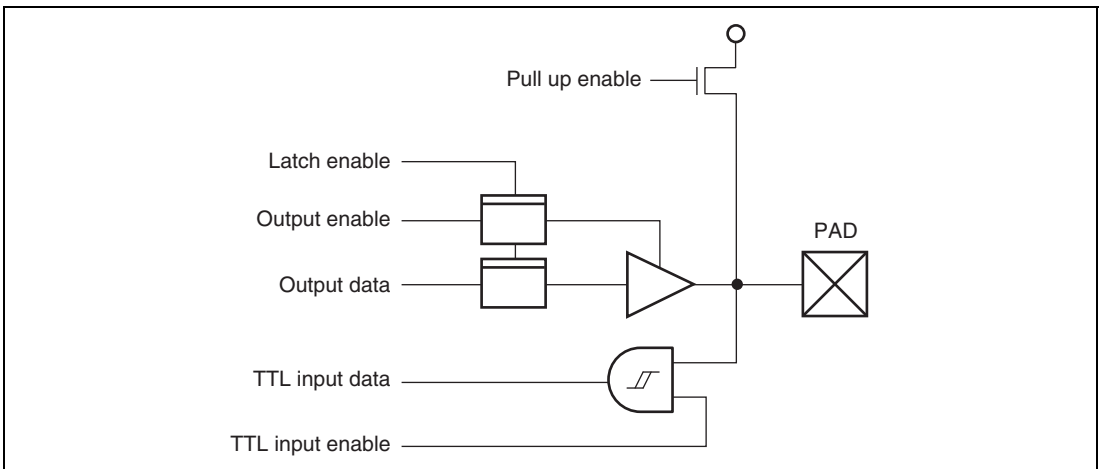 Pull up enable
Latch enable
Output enable
PAD
Output data
TTL input data
TTL input enable